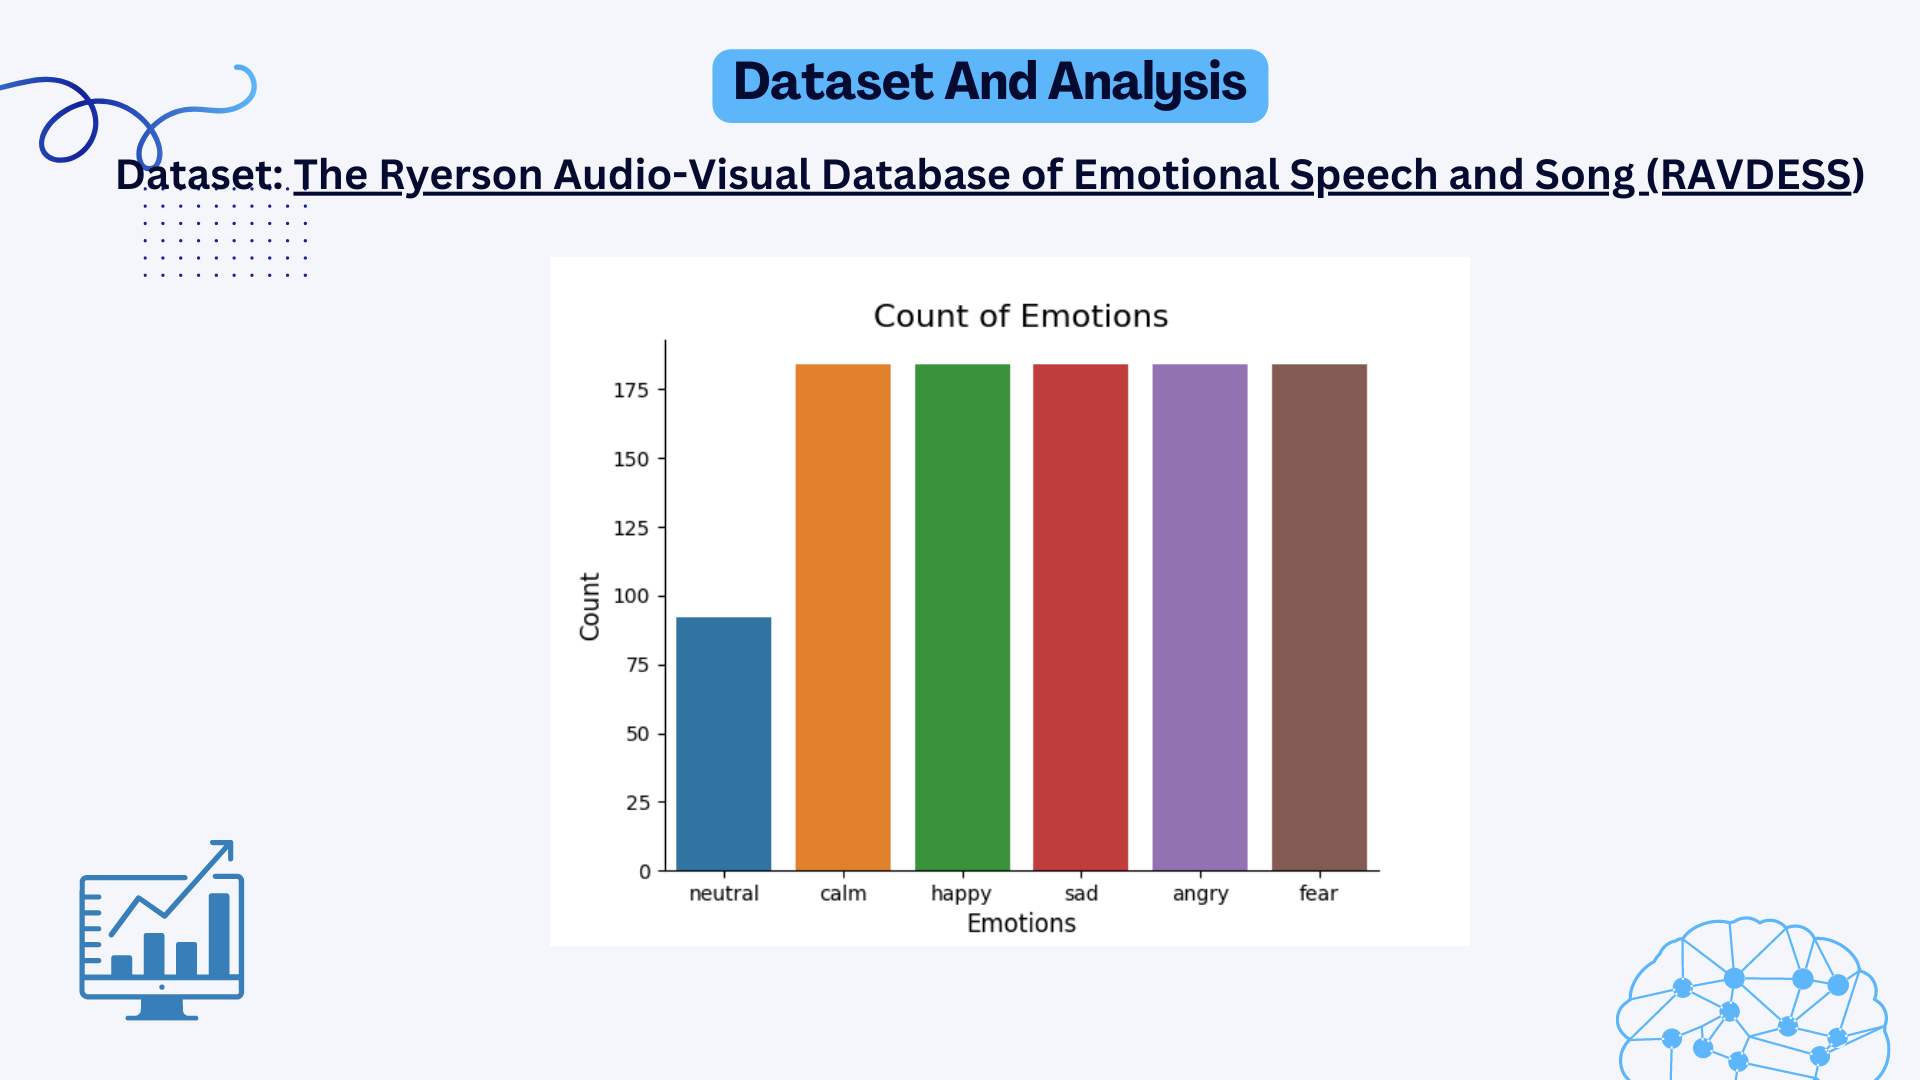 Dataset And Analysis
Dataset: The Ryerson Audio-Visual Database of Emotional Speech and Song (RAVDESS)
Count of Emotions
175
150
125
100
75
50
25
0
Count
neutral calm happy sad angry fear
Emotions